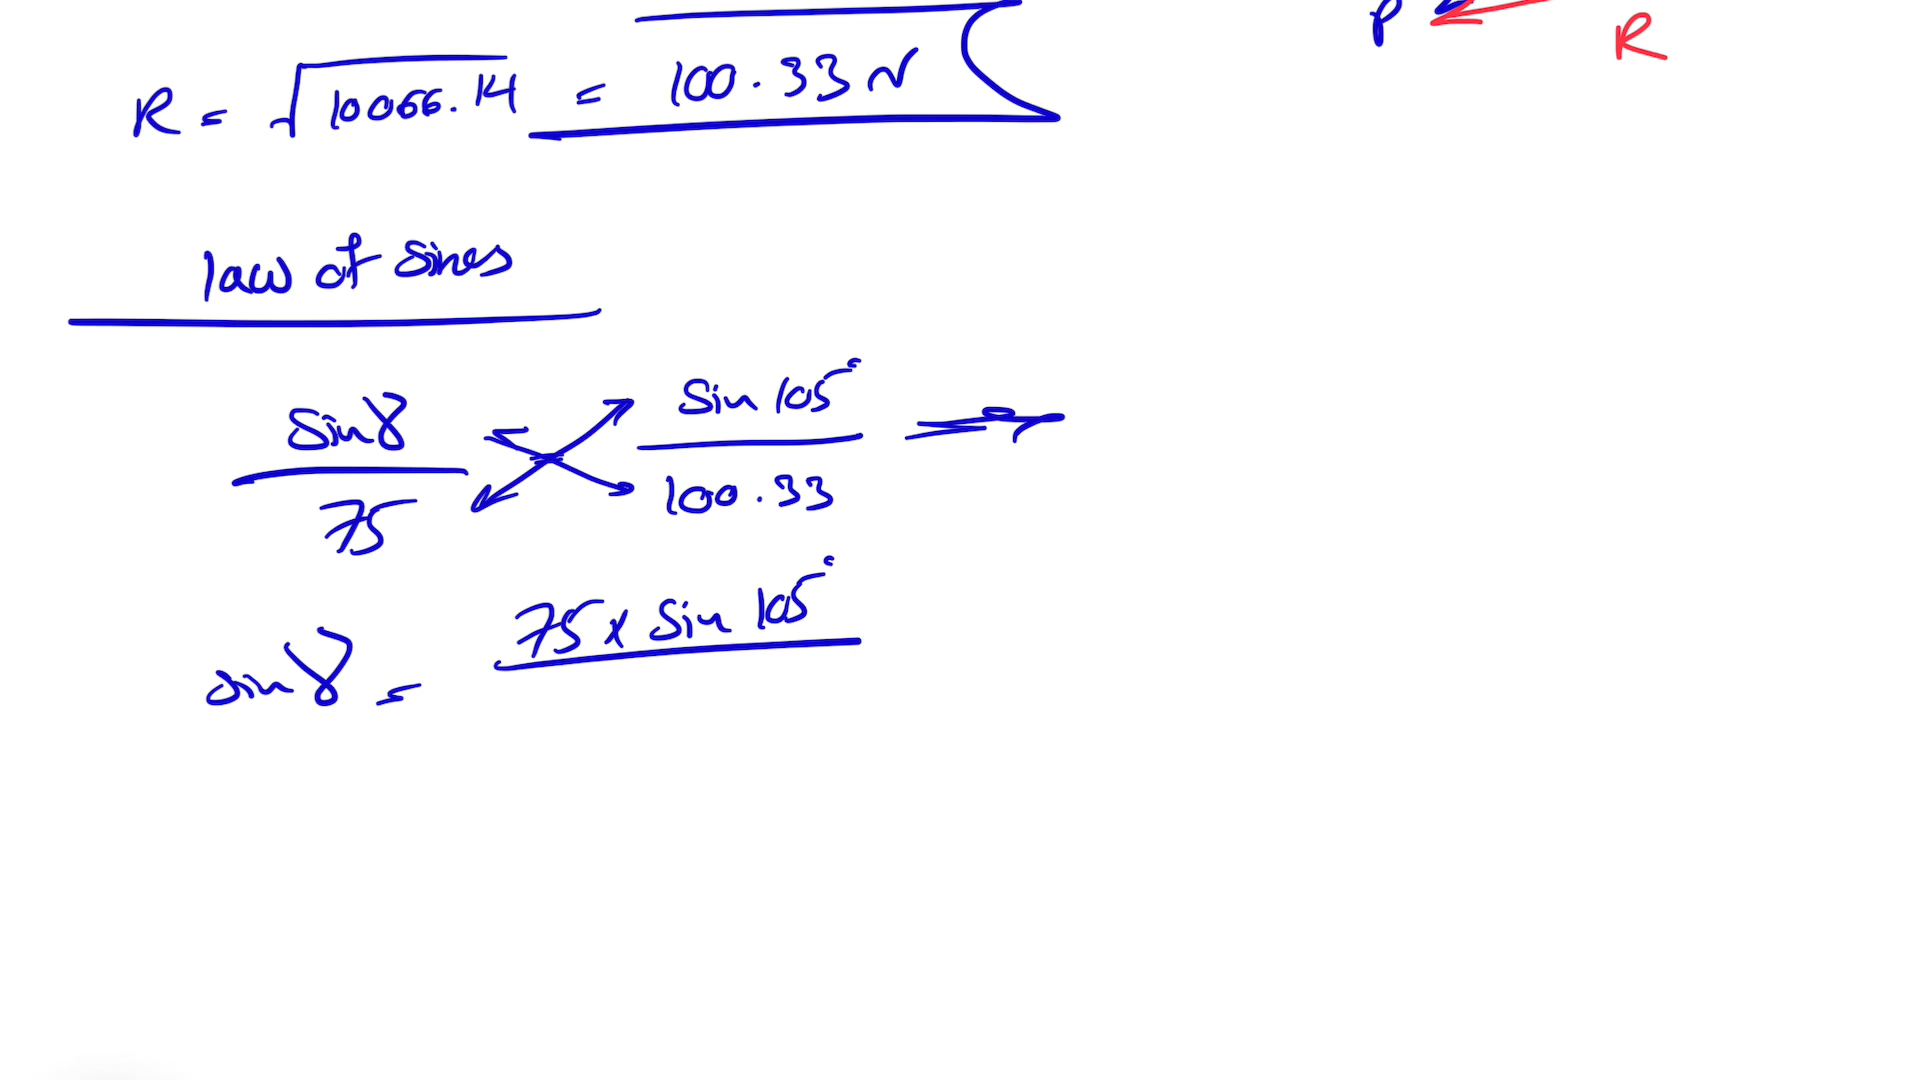 P
R
R = √10066.14 = 100.33 N
law of sines
sin γ / 75 = sin 105° / 100.33 ⇒
sin γ = 75 x sin 105°